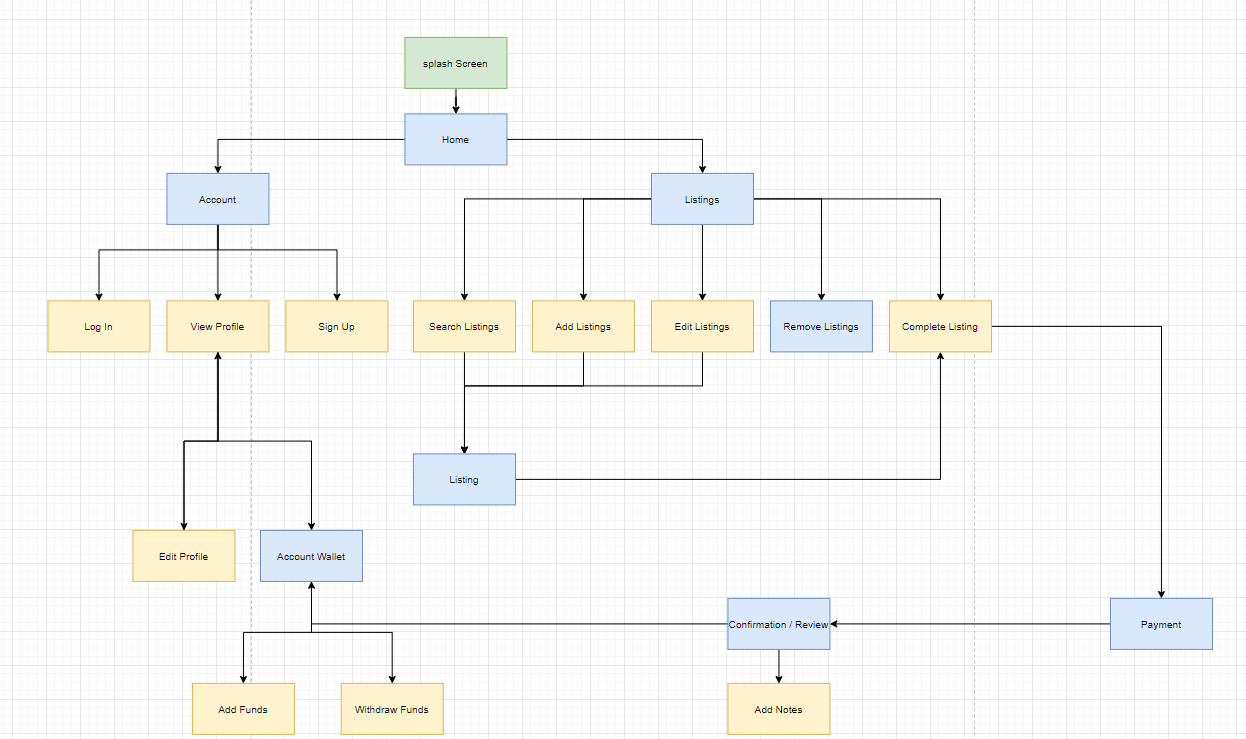 splash Screen
Home
Account
Listings
Log In
View Profile
Sign Up
Search Listings
Add Listings
Edit Listings
Remove Listings
Complete Listing
Listing
Edit Profile
Account Wallet
Confirmation / Review
Payment
Add Funds
Withdraw Funds
Add Notes